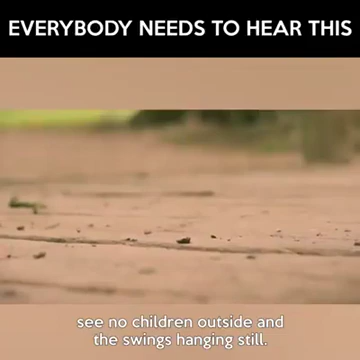 EVERYBODY NEEDS TO HEAR THIS
see no children outside and
the swings hanging still.